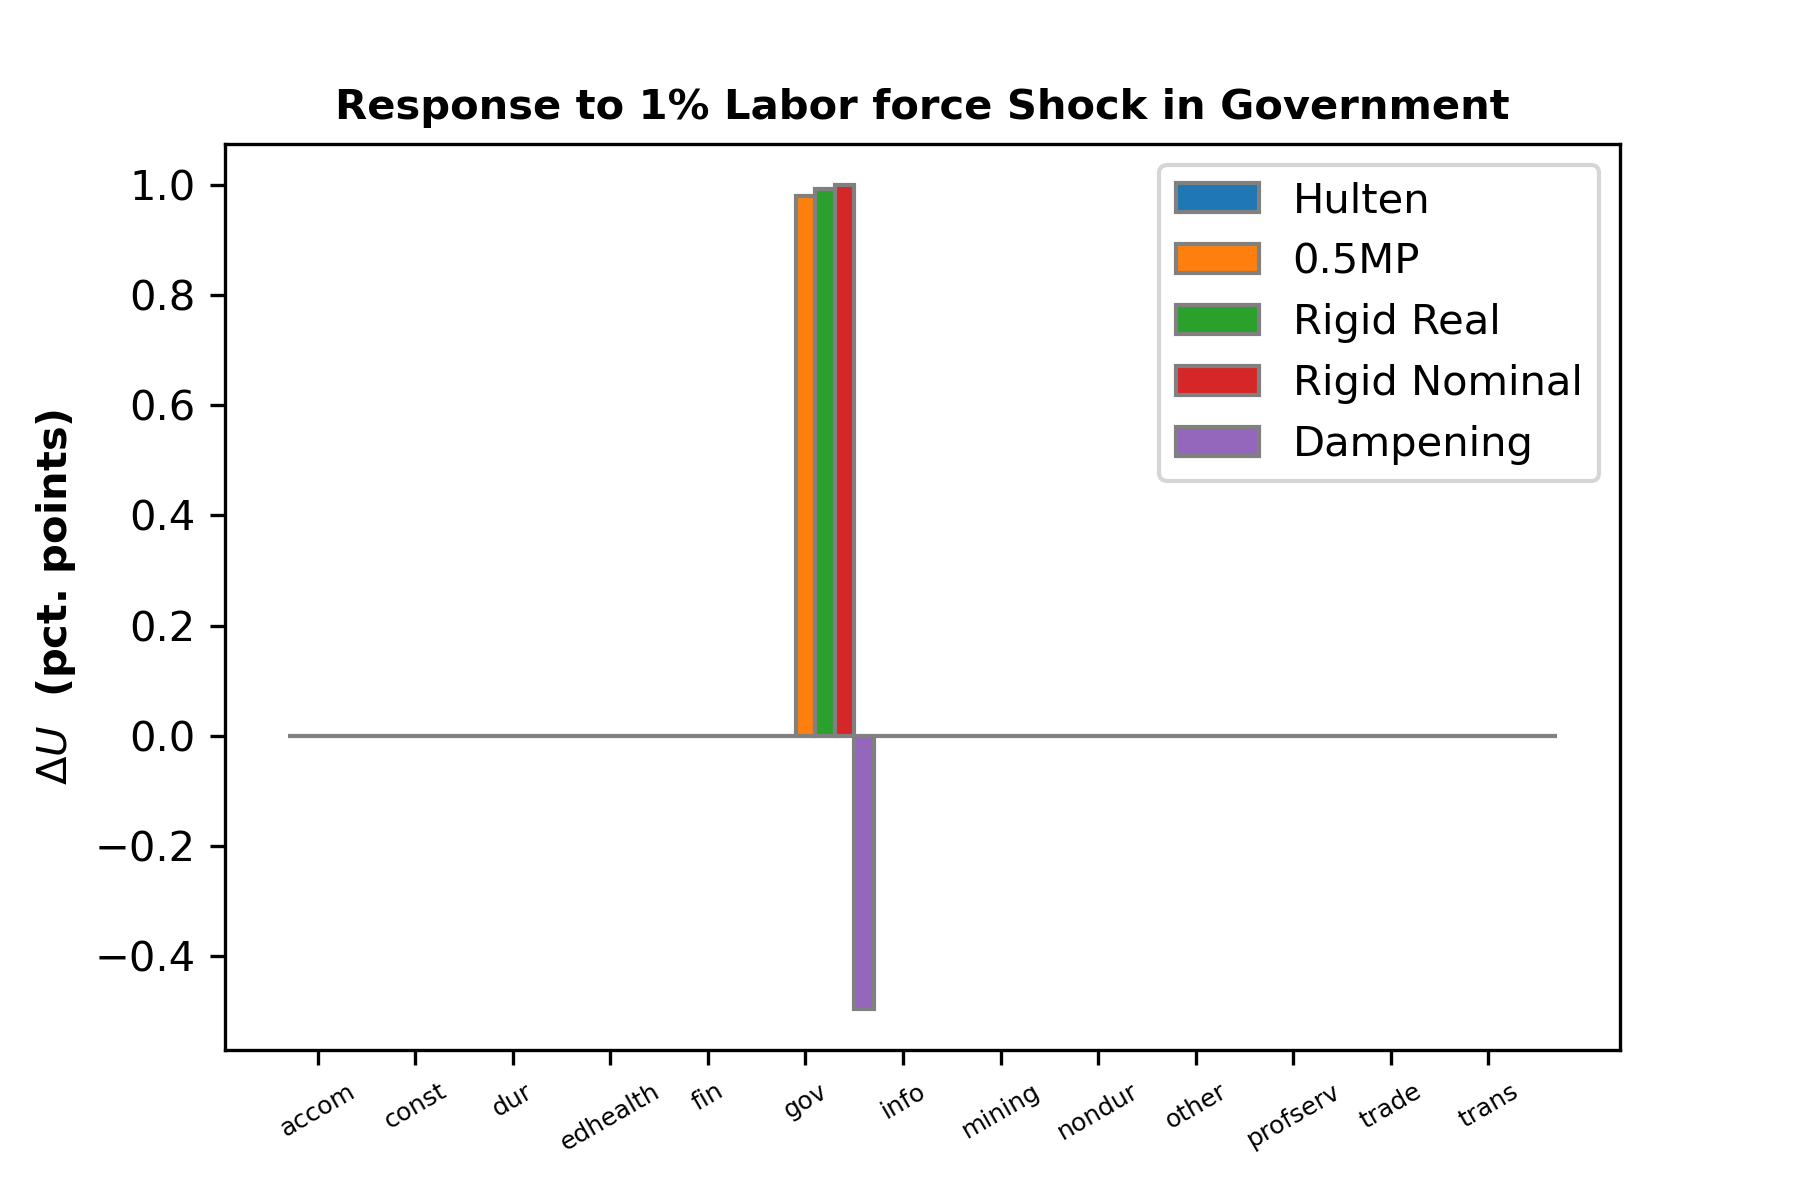 Response to 1% Labor force Shock in Government
ΔU (pct. points)
1.0
0.8
0.6
0.4
0.2
0.0
−0.2
−0.4
Hulten
0.5MP
Rigid Real
Rigid Nominal
Dampening
accom
const
dur
edhealth
fin
gov
info
mining
nondur
other
profserv
trade
trans